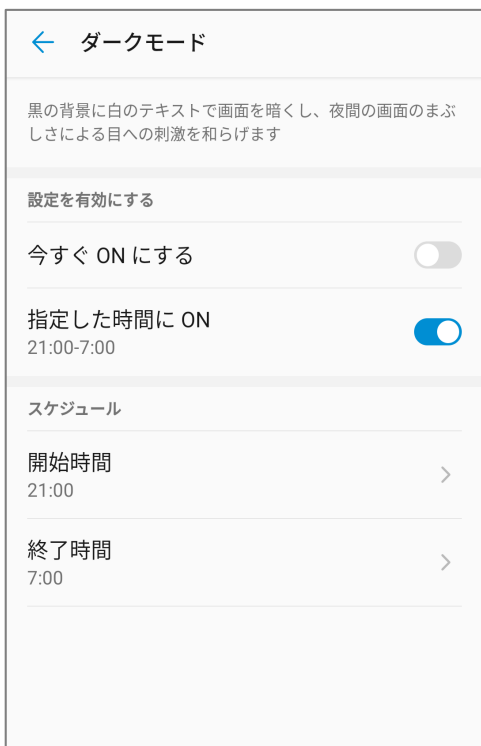 ダークモード
黒の背景に白のテキストで画面を暗くし、夜間の画面のまぶ
しさによる目への刺激を和らげます
設定を有効にする
今すぐ ON にする
指定した時間に ON
21:00-7:00
スケジュール
開始時間
21:00
終了時間
7:00